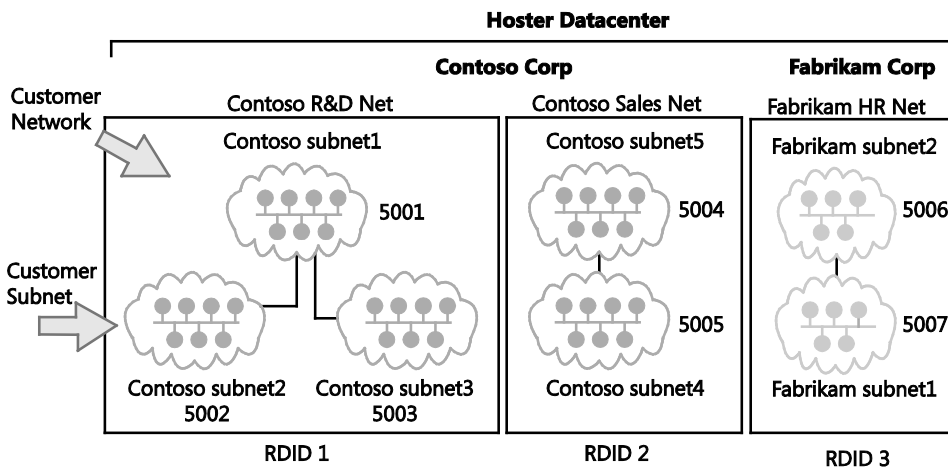 Hoster Datacenter
Contoso Corp
Fabrikam Corp
Customer
Network
Contoso R&D Net
Contoso Sales Net
Fabrikam HR Net
Contoso subnet1
5001
Contoso subnet5
5004
Fabrikam subnet2
5006
Customer
Subnet
Contoso subnet2
5002
Contoso subnet3
5003
5005
Contoso subnet4
5007
Fabrikam subnet1
RDID 1
RDID 2
RDID 3